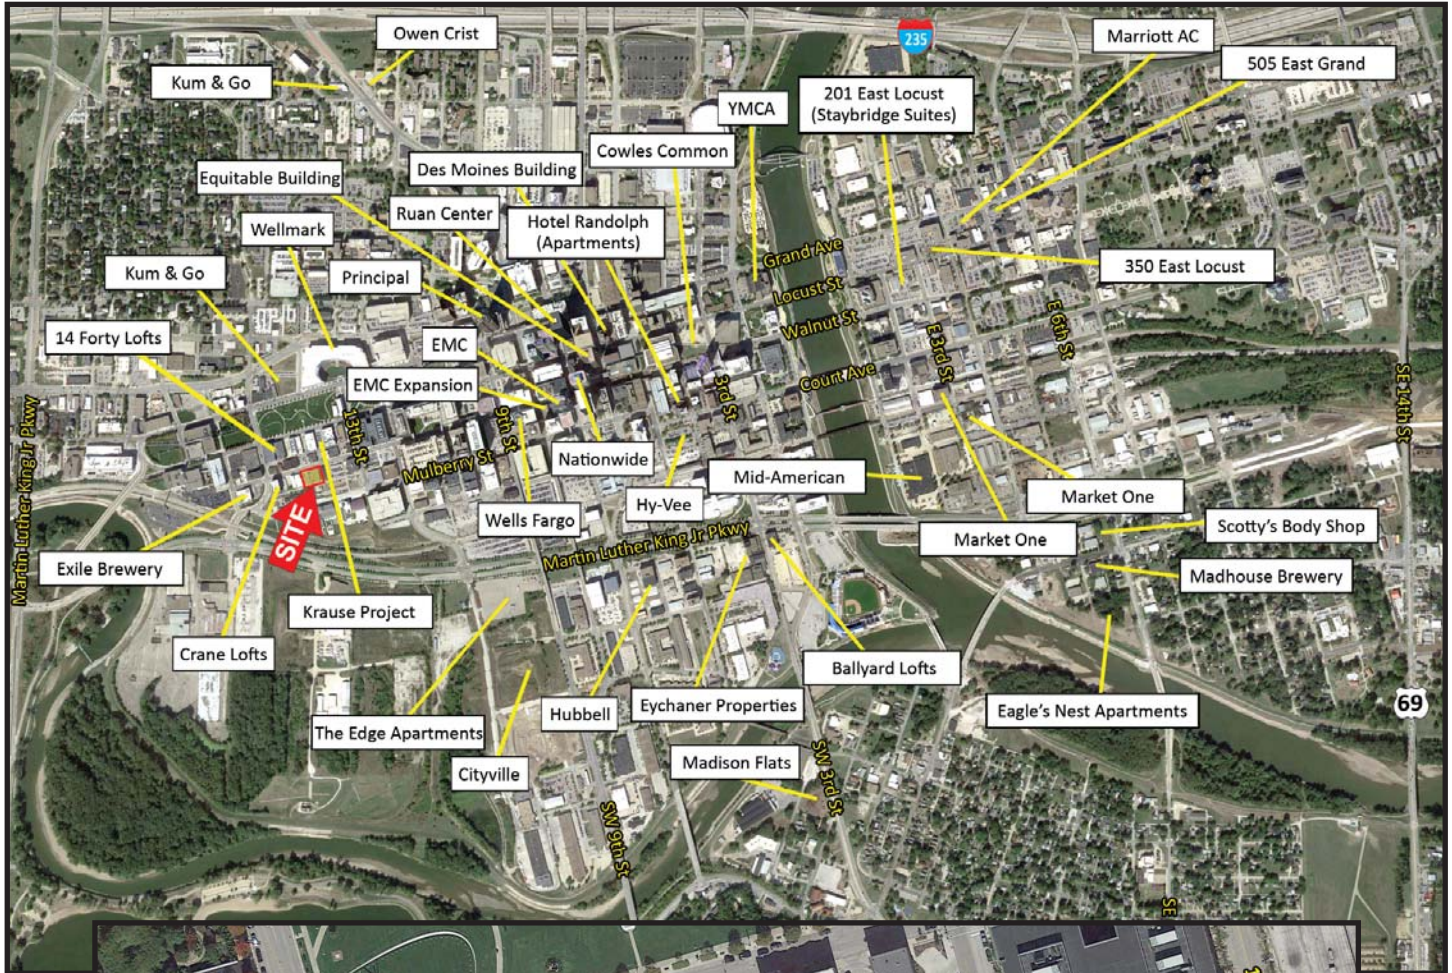 Owen Crist
235
Marriott AC
505 East Grand
Kum & Go
YMCA
201 East Locust
(Staybridge Suites)
Cowles Common
Des Moines Building
Equitable Building
Ruan Center
Hotel Randolph
(Apartments)
Wellmark
Grand Ave
350 East Locust
Kum & Go
Principal
Locust St
Walnut St
E 6th St
14 Forty Lofts
EMC
E3rd St
EMC Expansion
Court Ave
3rd St
SE 14th St
Martin Luther King Jr Pkwy
13th St
9th St
Mulberry St
Nationwide
Mid-American
Market One
Hy-Vee
Wells Fargo
SITE
Martin Luther King Jr Pkwy
Market One
Scotty's Body Shop
Exile Brewery
Madhouse Brewery
Krause Project
Crane Lofts
Ballyard Lofts
The Edge Apartments
Hubbell
Eychaner Properties
Eagle's Nest Apartments
69
Cityville
Madison Flats
SW 3rd St
SW 9th St
SE